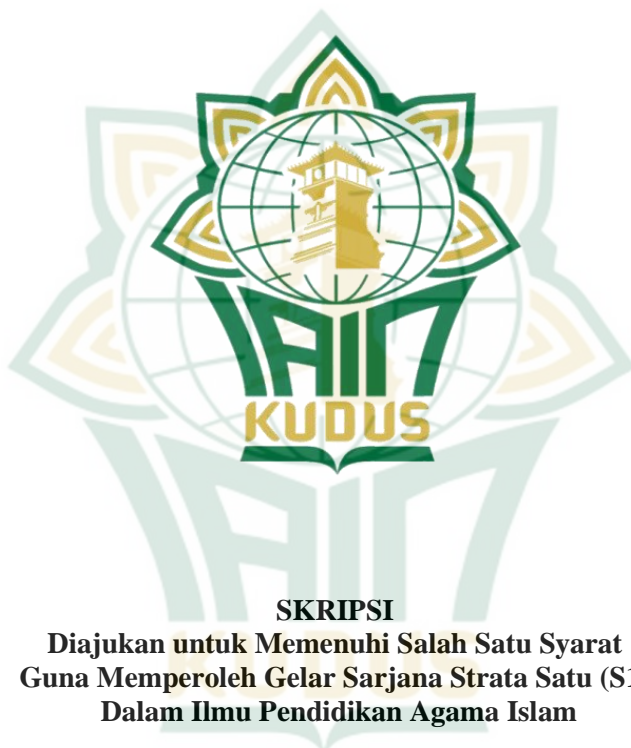 IAIN
KUDUS
SKRIPSI
Diajukan untuk Memenuhi Salah Satu Syarat
Guna Memperoleh Gelar Sarjana Strata Satu (S1
Dalam Ilmu Pendidikan Agama Islam